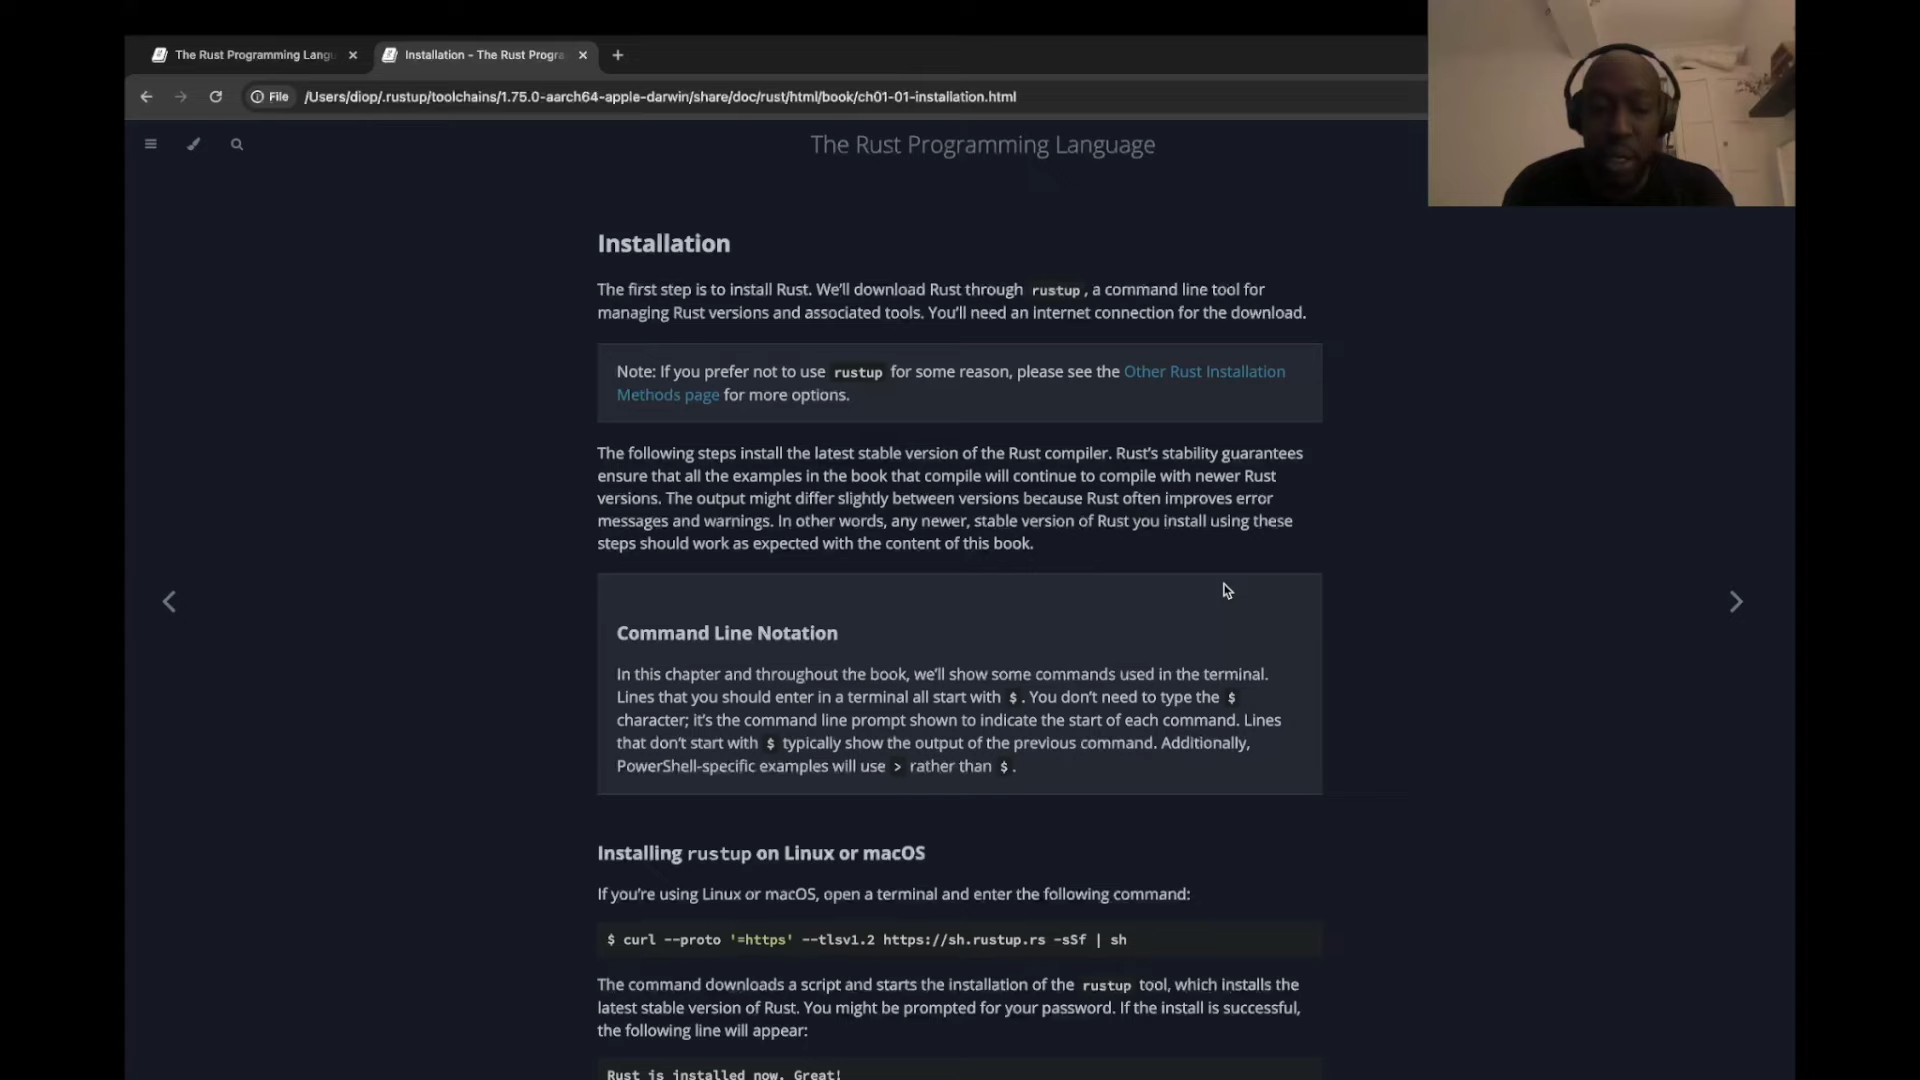 The Rust Programming Langu
Installation - The Rust Progra
File
/Users/diop/.rustup/toolchains/1.75.0-aarch64-apple-darwin/share/doc/rust/html/book/ch01-01-installation.html
The Rust Programming Language
Installation
The first step is to install Rust. We’ll download Rust through rustup, a command line tool for
managing Rust versions and associated tools. You’ll need an internet connection for the download.
Note: If you prefer not to use rustup for some reason, please see the Other Rust Installation
Methods page for more options.
The following steps install the latest stable version of the Rust compiler. Rust’s stability guarantees
ensure that all the examples in the book that compile will continue to compile with newer Rust
versions. The output might differ slightly between versions because Rust often improves error
messages and warnings. In other words, any newer, stable version of Rust you install using these
steps should work as expected with the content of this book.
Command Line Notation
In this chapter and throughout the book, we’ll show some commands used in the terminal.
Lines that you should enter in a terminal all start with $. You don’t need to type the $
character; it’s the command line prompt shown to indicate the start of each command. Lines
that don’t start with $ typically show the output of the previous command. Additionally,
PowerShell-specific examples will use > rather than $.
Installing rustup on Linux or macOS
If you’re using Linux or macOS, open a terminal and enter the following command:
$ curl --proto '=https' --tlsv1.2 https://sh.rustup.rs -sSf | sh
The command downloads a script and starts the installation of the rustup tool, which installs the
latest stable version of Rust. You might be prompted for your password. If the install is successful,
the following line will appear:
Rust is installed now. Great!